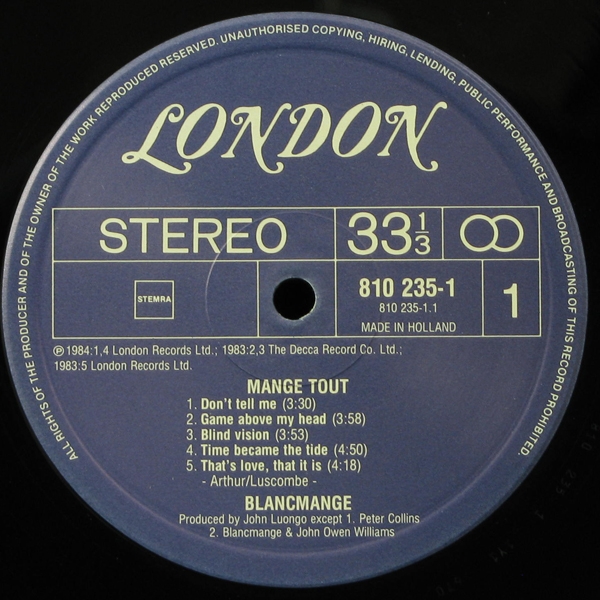 ALL RIGHTS OF THE PRODUCER AND OF THE OWNER OF THE WORK REPRODUCED RESERVED. UNAUTHORISED COPYING, HIRING, LENDING, PUBLIC PERFORMANCE AND BROADCASTING OF THIS RECORD PROHIBITED.
LONDON
STEREO
33 1/3
STEMRA
810 235-1
810 235-1.1
MADE IN HOLLAND
1
℗ 1984:1,4 London Records Ltd.; 1983:2,3 The Decca Record Co. Ltd.;
1983:5 London Records Ltd.
MANGE TOUT
1. Don't tell me (3:30)
2. Game above my head (3:58)
3. Blind vision (3:53)
4. Time became the tide (4:50)
5. That's love, that it is (4:18)
- Arthur/Luscombe -
BLANCMANGE
Produced by John Luongo except 1. Peter Collins
2. Blancmange & John Owen Williams